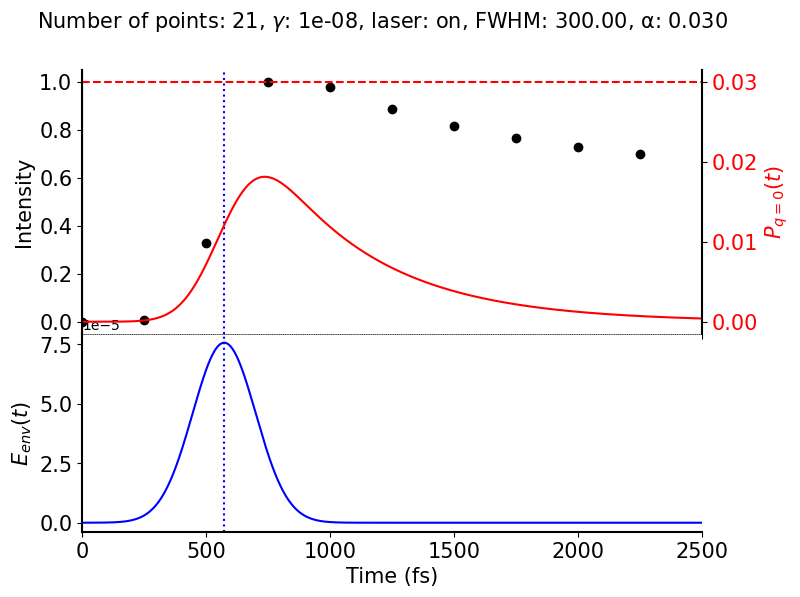 Number of points: 21, γ: 1e-08, laser: on, FWHM: 300.00, α: 0.030
1.0
0.8
0.6
0.4
0.2
0.0
Intensity
0.03
0.02
0.01
0.00
P_{q=0}(t)
1e−5
7.5
5.0
2.5
0.0
E_{env}(t)
0 500 1000 1500 2000 2500
Time (fs)